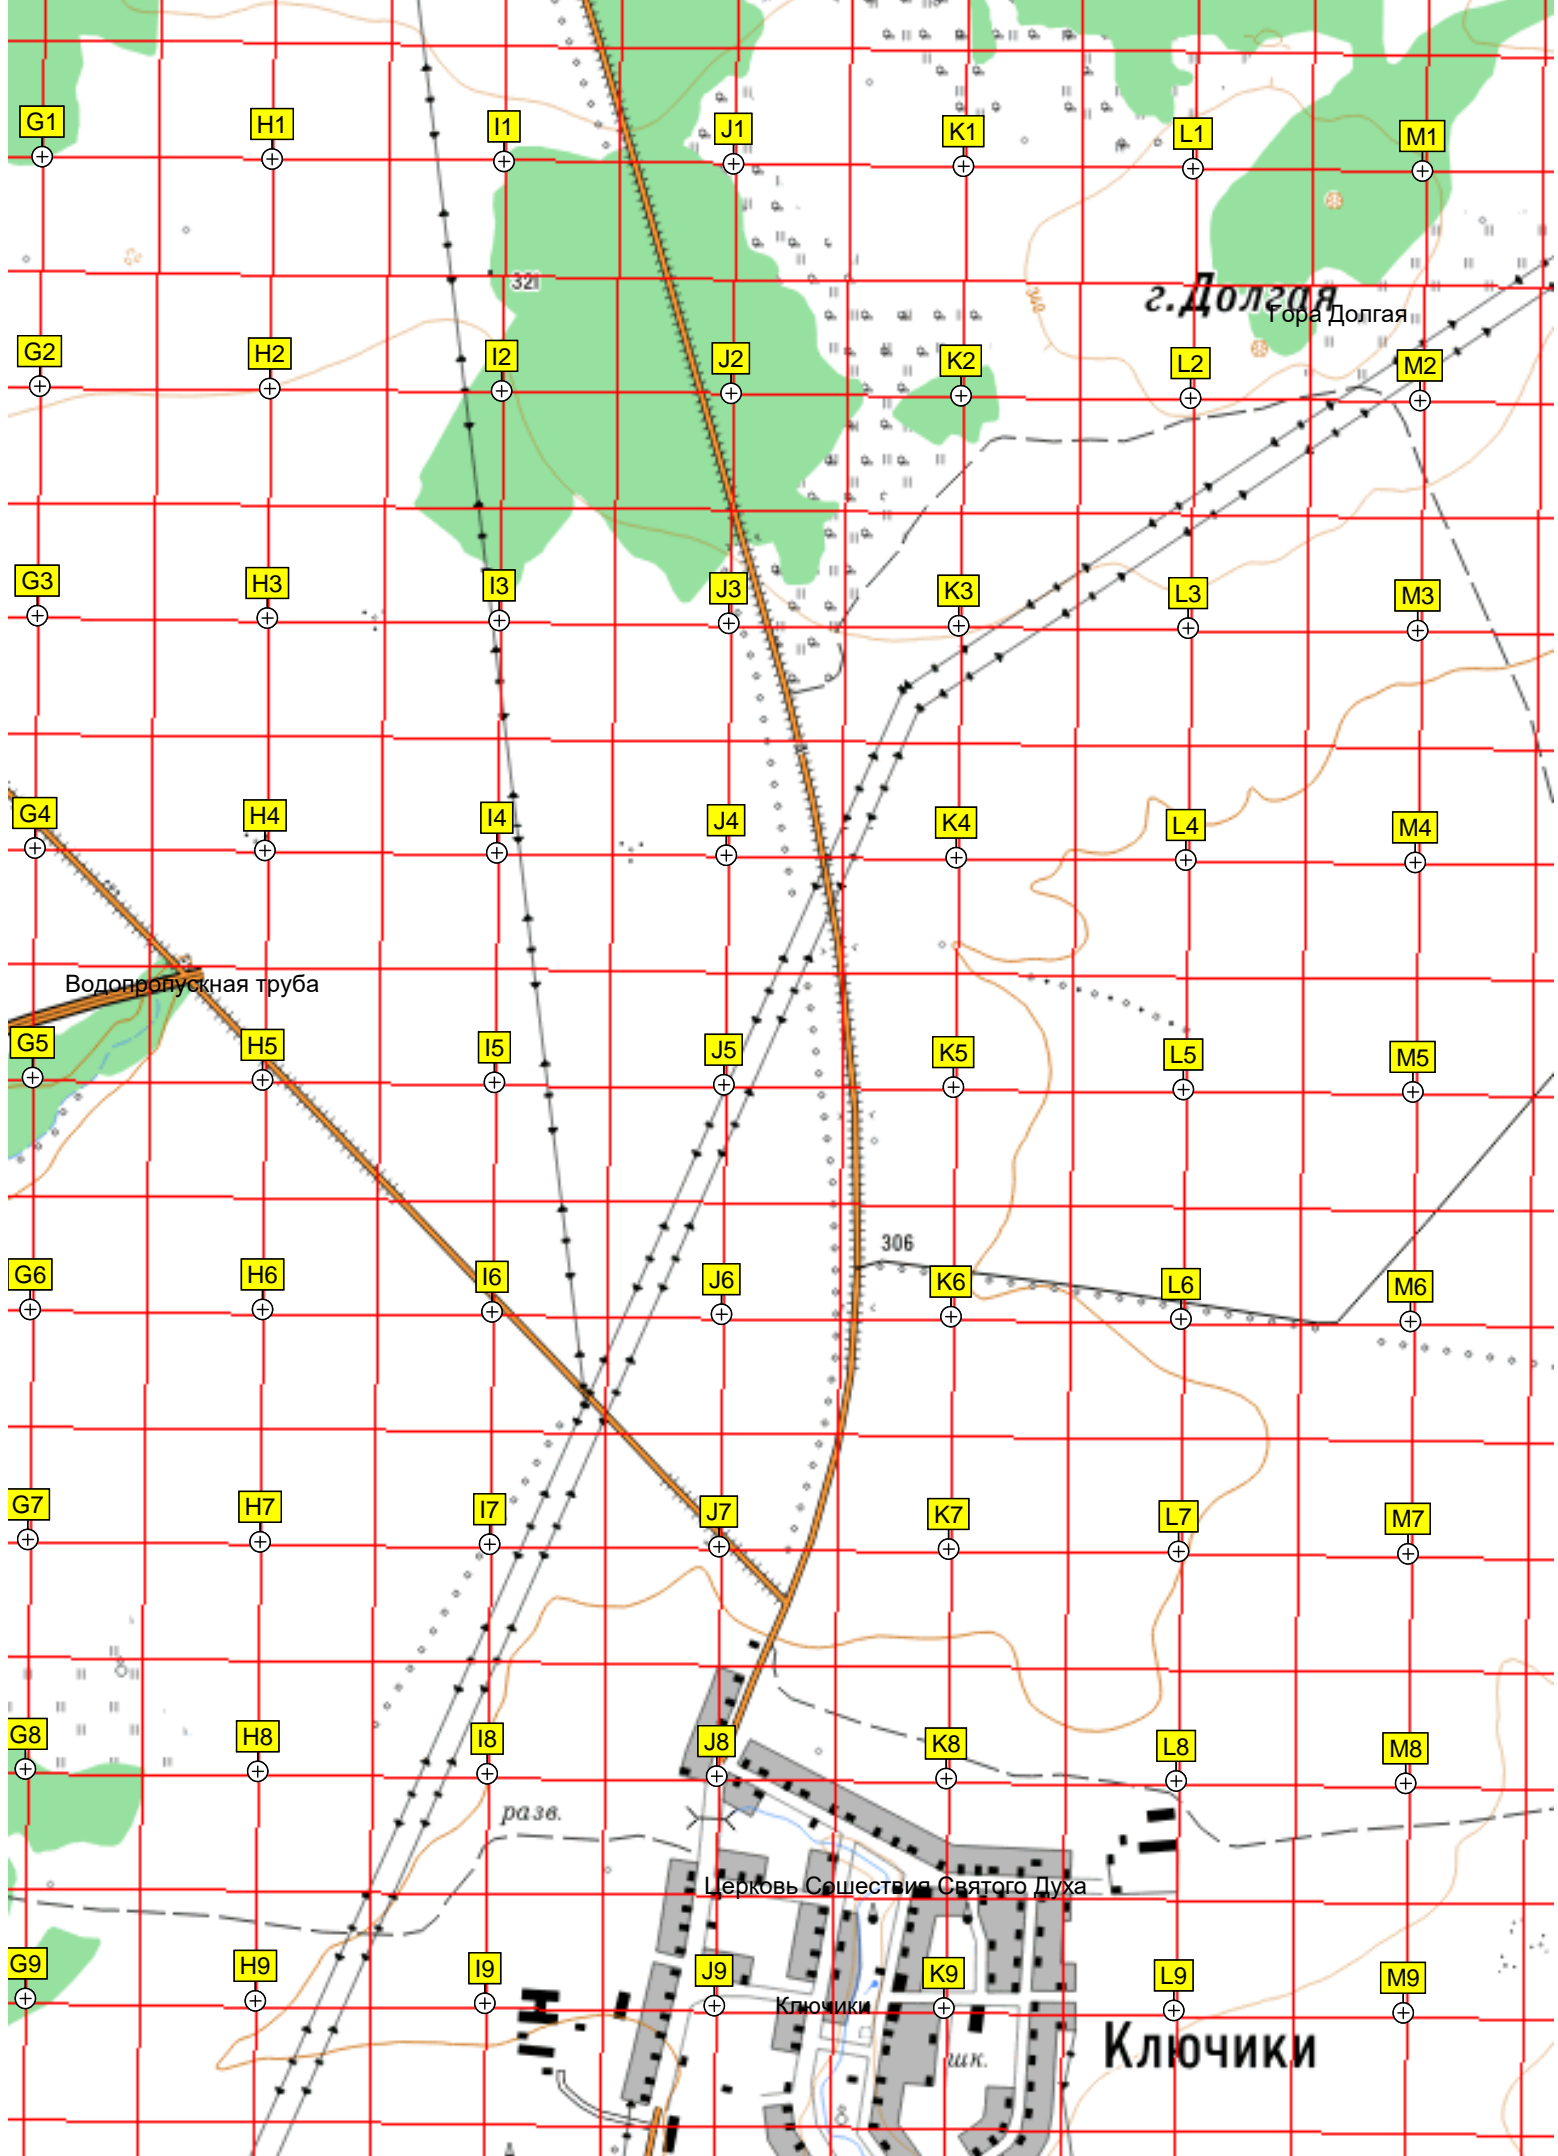 G1 H1 I1 J1 K1 L1 M1
321
г.Долгая
Гора Долгая
340
G2 H2 I2 J2 K2 L2 M2
G3 H3 I3 J3 K3 L3 M3
G4 H4 I4 J4 K4 L4 M4
Водопропускная труба
G5 H5 I5 J5 K5 L5 M5
306
G6 H6 I6 J6 K6 L6 M6
G7 H7 I7 J7 K7 L7 M7
G8 H8 I8 J8 K8 L8 M8
разв.
Церковь Сошествия Святого Духа
G9 H9 I9 J9 K9 L9 M9
Ключики
Ключики
шк.